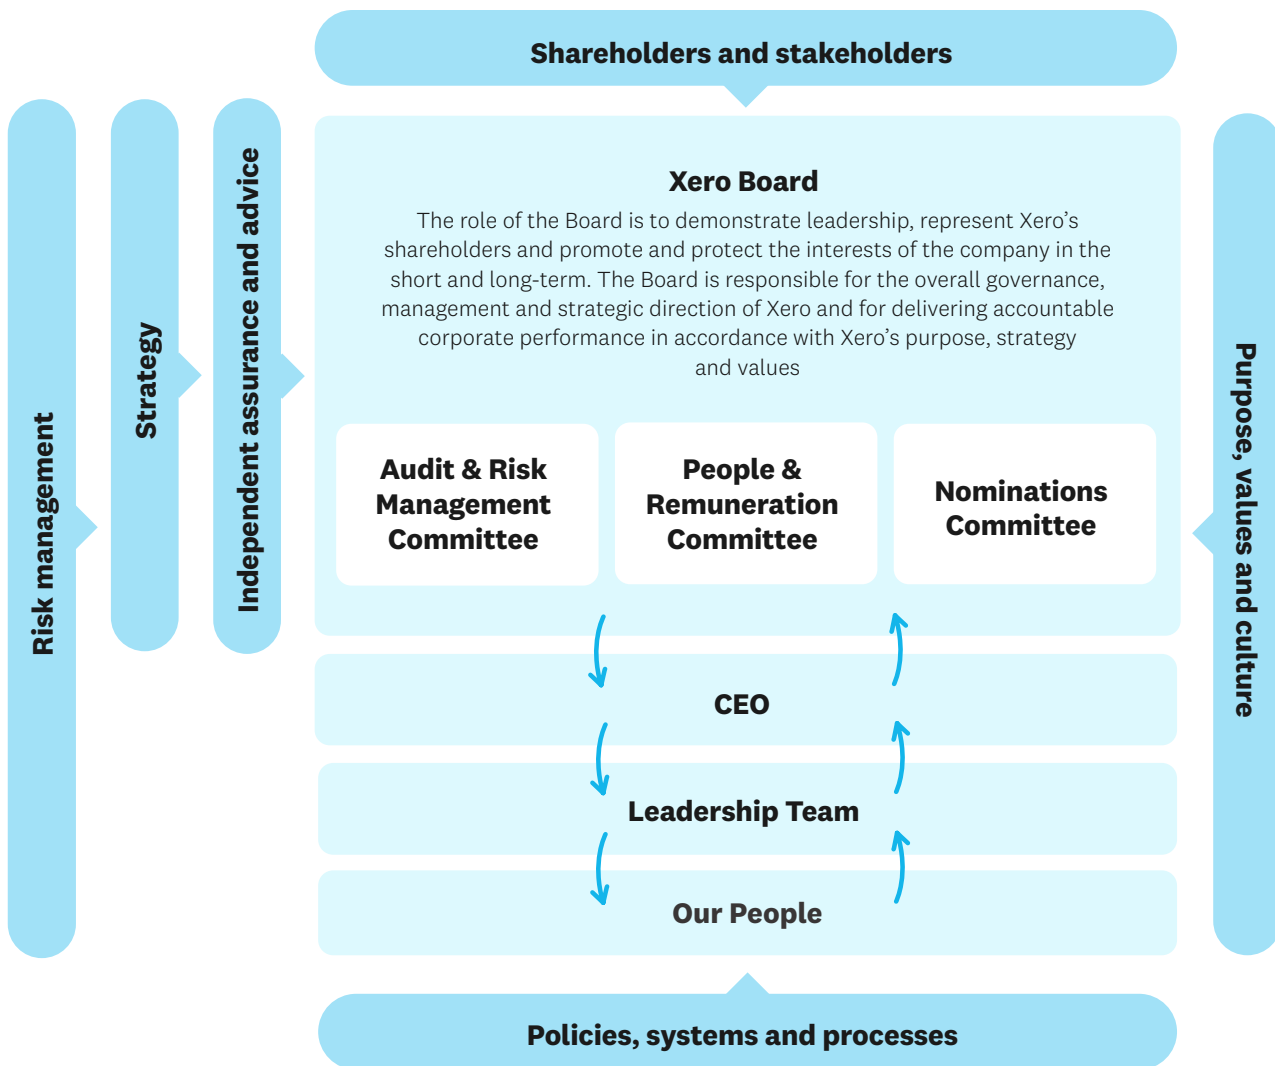 Shareholders and stakeholders
Risk management
Strategy
Independent assurance and advice
Xero Board
The role of the Board is to demonstrate leadership, represent Xero’s
shareholders and promote and protect the interests of the company in the
short and long-term. The Board is responsible for the overall governance,
management and strategic direction of Xero and for delivering accountable
corporate performance in accordance with Xero’s purpose, strategy
and values
Audit & Risk
Management
Committee
People &
Remuneration
Committee
Nominations
Committee
CEO
Leadership Team
Our People
Purpose, values and culture
Policies, systems and processes